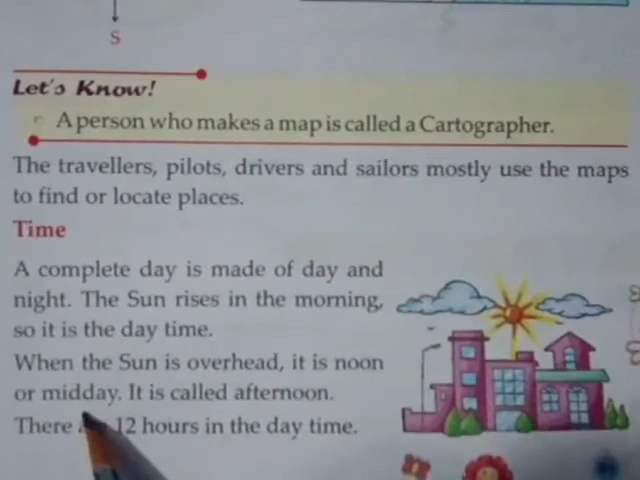 S
Let's Know!
A person who makes a map is called a Cartographer.
The travellers, pilots, drivers and sailors mostly use the maps
to find or locate places.
Time
A complete day is made of day and
night. The Sun rises in the morning,
so it is the day time.
When the Sun is overhead, it is noon
or midday. It is called afternoon.
There 12 hours in the day time.